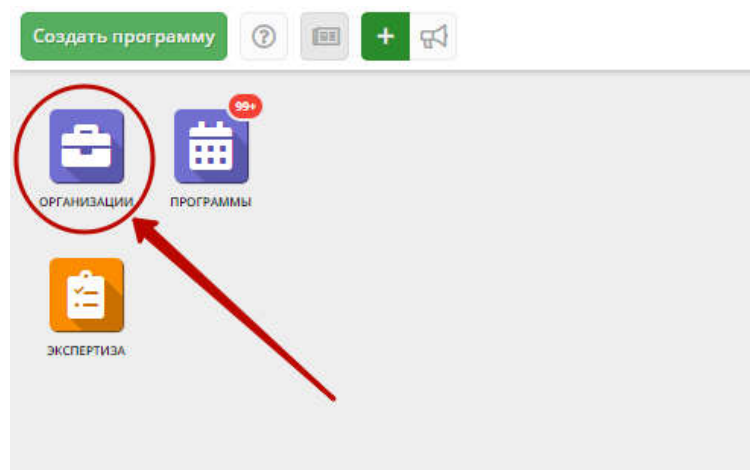 Создать программу
99+
ОРГАНИЗАЦИИ
ПРОГРАММЫ
ЭКСПЕРТИЗА